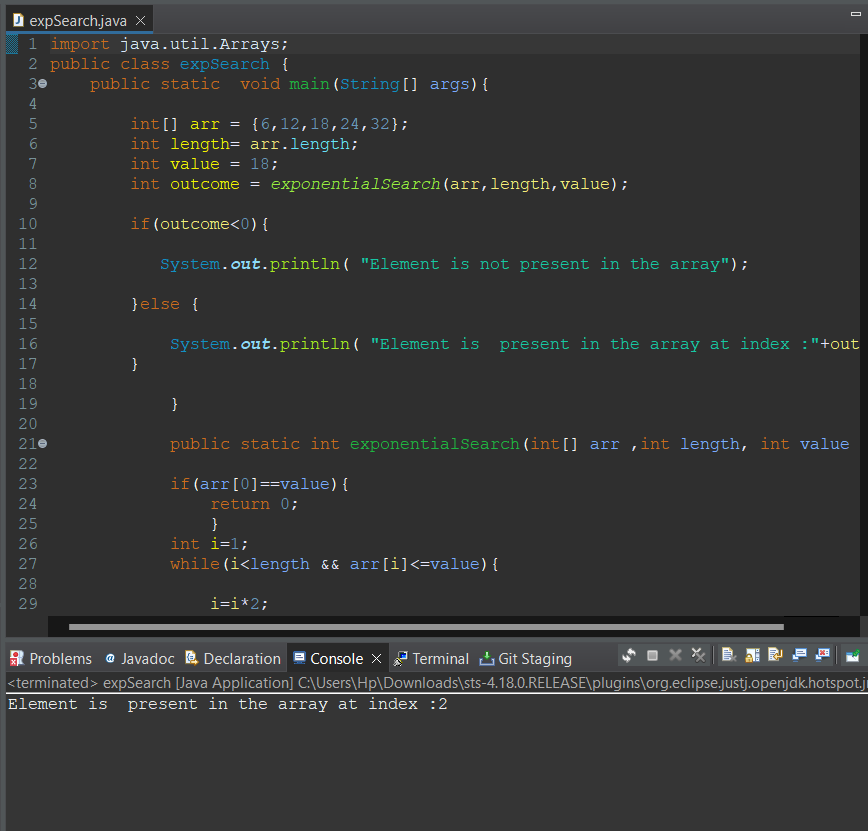 expSearch.java
1 import java.util.Arrays;
2 public class expSearch {
3 public static  void main(String[] args){
4
5 int[] arr = {6,12,18,24,32};
6 int length= arr.length;
7 int value = 18;
8 int outcome = exponentialSearch(arr,length,value);
9
10 if(outcome<0){
11
12 System.out.println( "Element is not present in the array");
13
14 }else {
15
16 System.out.println( "Element is  present in the array at index :"+out
17 }
18
19 }
20
21 public static int exponentialSearch(int[] arr ,int length, int value
22
23 if(arr[0]==value){
24 return 0;
25 }
26 int i=1;
27 while(i<length && arr[i]<=value){
28
29 i=i*2;
Problems @ Javadoc Declaration Console Terminal Git Staging
<terminated> expSearch [Java Application] C:\Users\Hp\Downloads\sts-4.18.0.RELEASE\plugins\org.eclipse.justj.openjdk.hotspot.j
Element is  present in the array at index :2